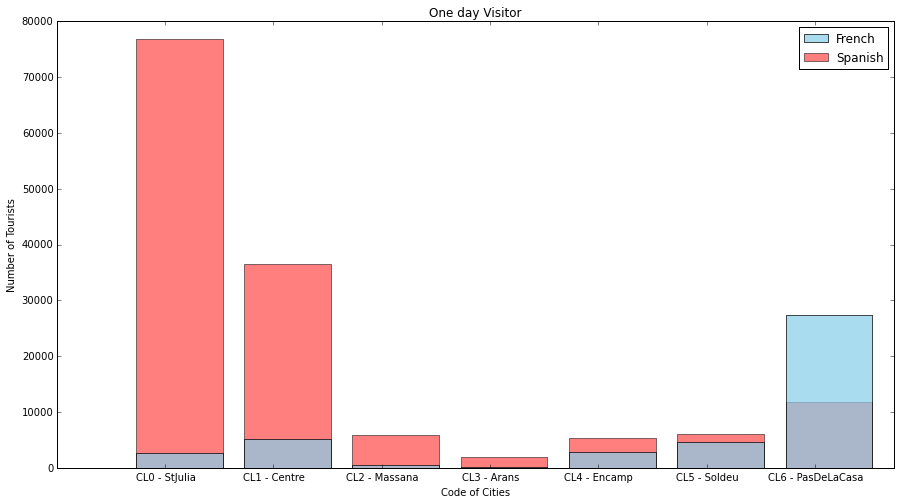 One day Visitor
French
Spanish
80000
70000
60000
50000
40000
30000
20000
10000
0
Number of Tourists
CL0 - StJulia
CL1 - Centre
CL2 - Massana
CL3 - Arans
CL4 - Encamp
CL5 - Soldeu
CL6 - PasDeLaCasa
Code of Cities